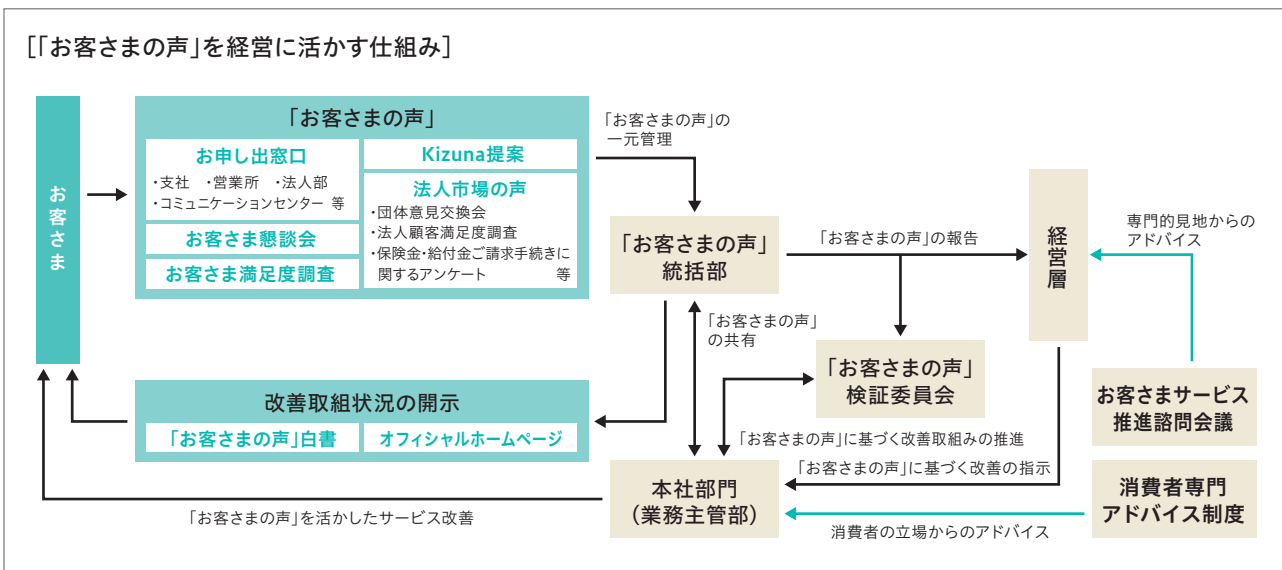 [「お客さまの声」を経営に活かす仕組み]
お客さま
「お客さまの声」
お申し出窓口
・支社 ・営業所 ・法人部
・コミュニケーションセンター 等
お客さま懇談会
お客さま満足度調査
Kizuna提案
法人市場の声
・団体意見交換会
・法人顧客満足度調査
・保険金・給付金ご請求手続きに
関するアンケート 等
「お客さまの声」の
一元管理
「お客さまの声」
統括部
「お客さまの声」の報告
経営層
専門的見地からの
アドバイス
「お客さまの声」
の共有
「お客さまの声」
検証委員会
お客さまサービス
推進諮問会議
改善取組状況の開示
「お客さまの声」白書
オフィシャルホームページ
「お客さまの声」に基づく改善取組みの推進
「お客さまの声」に基づく改善の指示
本社部門
（業務主管部）
消費者専門
アドバイス制度
「お客さまの声」を活かしたサービス改善
消費者の立場からのアドバイス